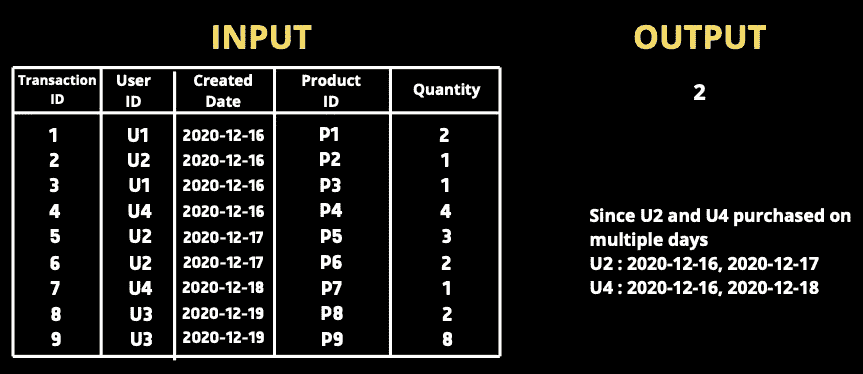 INPUT
OUTPUT
Transaction ID User ID Created Date Product ID Quantity
1 U1 2020-12-16 P1 2
2 U2 2020-12-16 P2 1
3 U1 2020-12-16 P3 1
4 U4 2020-12-16 P4 4
5 U2 2020-12-17 P5 3
6 U2 2020-12-17 P6 2
7 U4 2020-12-18 P7 1
8 U3 2020-12-19 P8 2
9 U3 2020-12-19 P9 8
2
Since U2 and U4 purchased on
multiple days
U2 : 2020-12-16, 2020-12-17
U4 : 2020-12-16, 2020-12-18